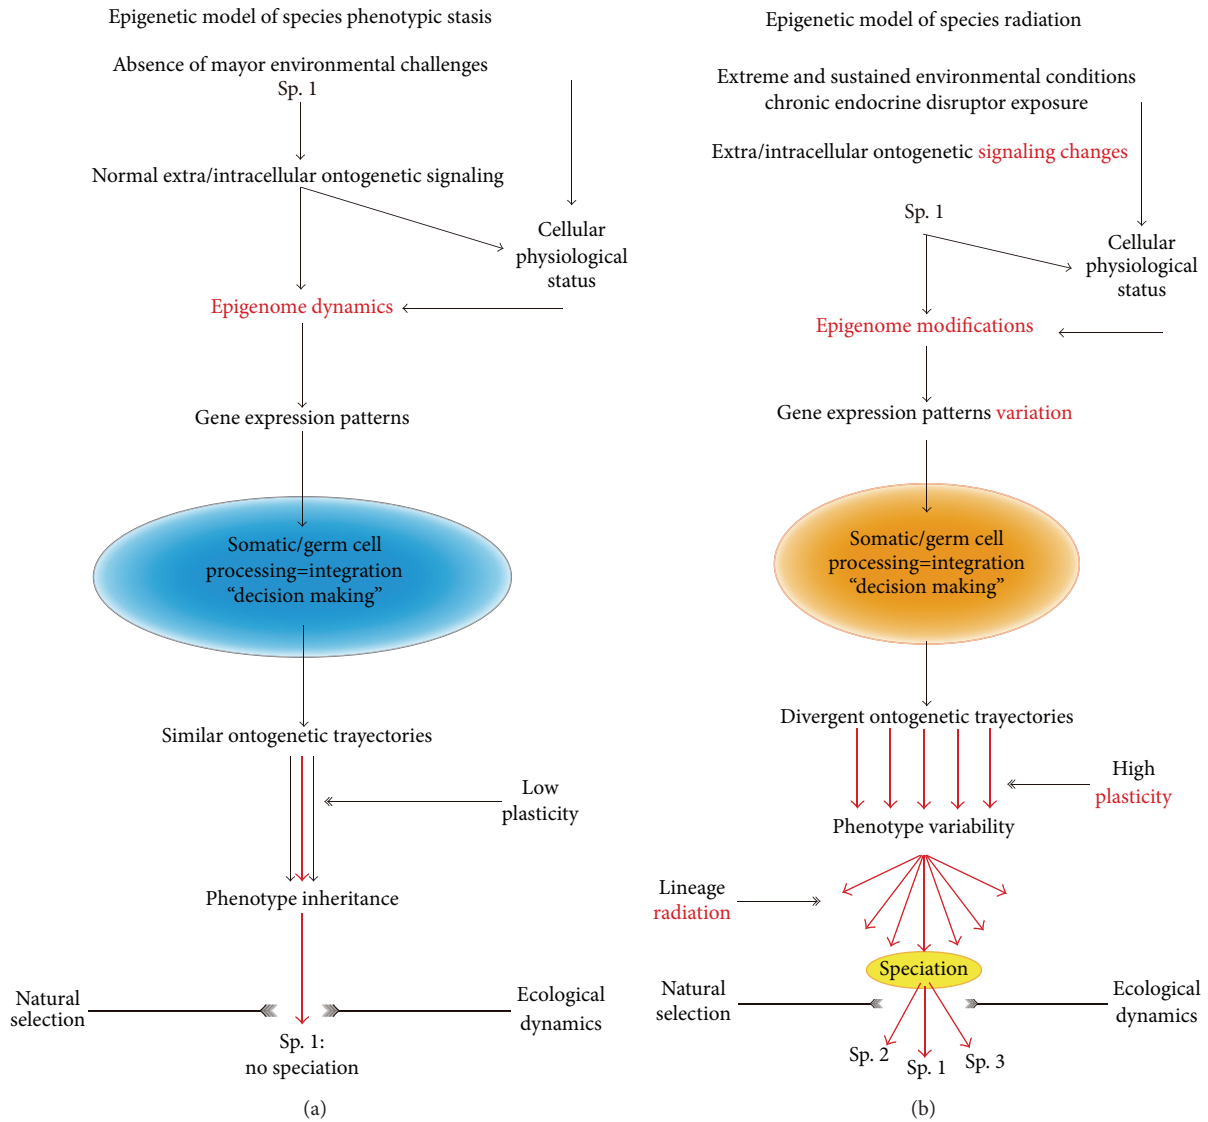 Epigenetic model of species phenotypic stasis
Absence of mayor environmental challenges
Sp. 1
Normal extra/intracellular ontogenetic signaling
Cellular
physiological
status
Epigenome dynamics
Gene expression patterns
Somatic/germ cell
processing=integration
“decision making”
Similar ontogenetic trayectories
Low
plasticity
Phenotype inheritance
Natural
selection
Ecological
dynamics
Sp. 1:
no speciation
(a)
Epigenetic model of species radiation
Extreme and sustained environmental conditions
chronic endocrine disruptor exposure
Extra/intracellular ontogenetic signaling changes
Sp. 1
Cellular
physiological
status
Epigenome modifications
Gene expression patterns variation
Somatic/germ cell
processing=integration
“decision making”
Divergent ontogenetic trayectories
High
plasticity
Phenotype variability
Lineage
radiation
Speciation
Natural
selection
Ecological
dynamics
Sp. 2
Sp. 1
Sp. 3
(b)